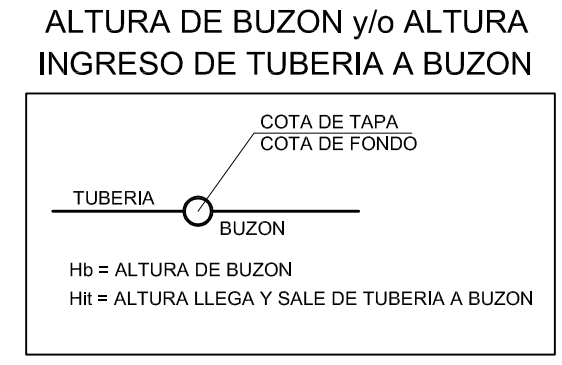 ALTURA DE BUZON y/o ALTURA
INGRESO DE TUBERIA A BUZON
COTA DE TAPA
COTA DE FONDO
TUBERIA
BUZON
Hb = ALTURA DE BUZON
Hit = ALTURA LLEGA Y SALE DE TUBERIA A BUZON